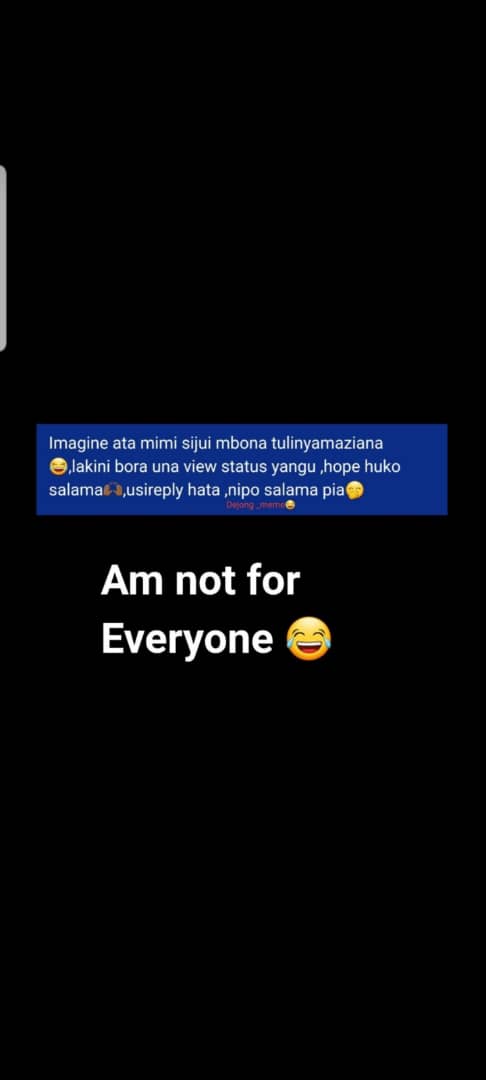 Imagine ata mimi sijui mbona tulinyamaziana
😂,lakini bora una view status yangu ,hope huko
salama🙌🏾,usireply hata ,nipo salama pia🤭
Dejong _meme😂
Am not for
Everyone 😂